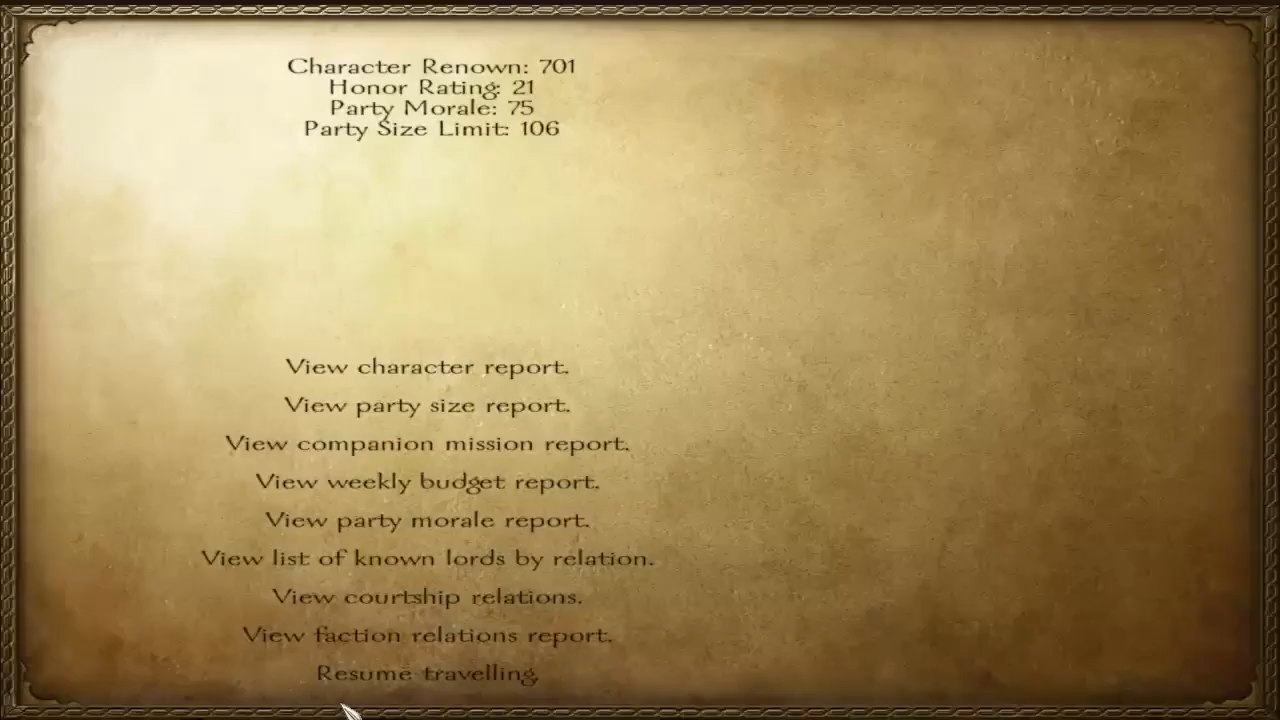 Character Renown: 701
Honor Rating: 21
Party Morale: 75
Party Size Limit: 106
View character report.
View party size report.
View companion mission report.
View weekly budget report.
View party morale report.
View list of known lords by relation.
View courtship relations.
View faction relations report.
Resume travelling.